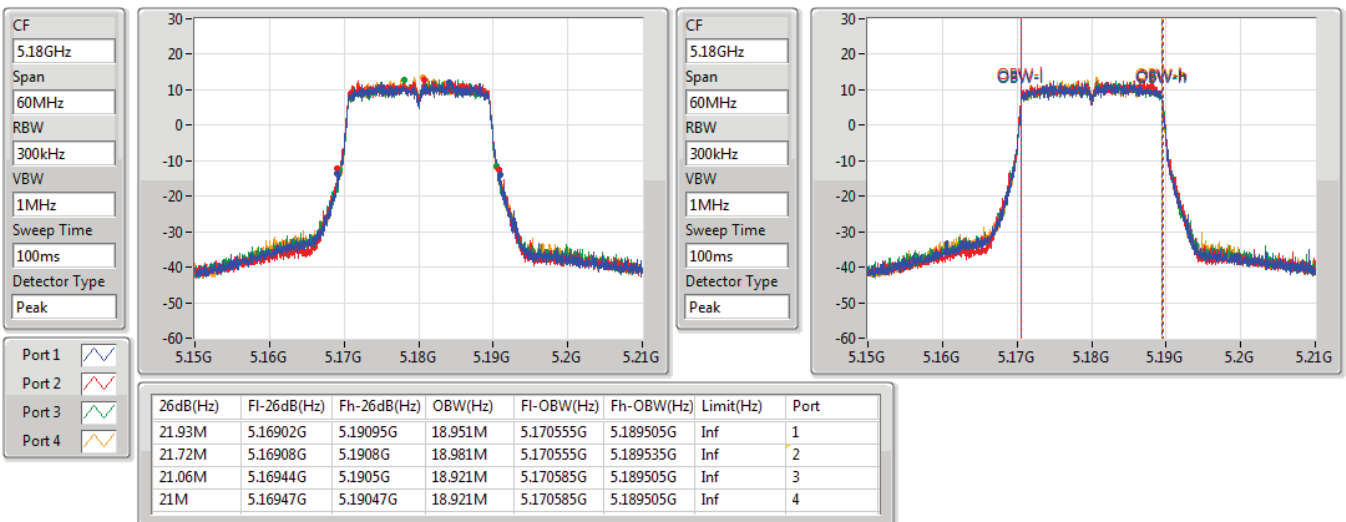 CF
5.18GHz
Span
60MHz
RBW
300kHz
VBW
1MHz
Sweep Time
100ms
Detector Type
Peak
30
20
10
0
-10
-20
-30
-40
-50
-60
5.15G 5.16G 5.17G 5.18G 5.19G 5.2G 5.21G
CF
5.18GHz
Span
60MHz
RBW
300kHz
VBW
1MHz
Sweep Time
100ms
Detector Type
Peak
30
20
10
0
-10
-20
-30
-40
-50
-60
OBW-l OBW-h
5.15G 5.16G 5.17G 5.18G 5.19G 5.2G 5.21G
Port 1
Port 2
Port 3
Port 4
26dB(Hz) Fl-26dB(Hz) Fh-26dB(Hz) OBW(Hz) Fl-OBW(Hz) Fh-OBW(Hz) Limit(Hz) Port
21.93M 5.16902G 5.19095G 18.951M 5.170555G 5.189505G Inf 1
21.72M 5.16908G 5.1908G 18.981M 5.170555G 5.189535G Inf 2
21.06M 5.16944G 5.1905G 18.921M 5.170585G 5.189505G Inf 3
21M 5.16947G 5.19047G 18.921M 5.170585G 5.189505G Inf 4